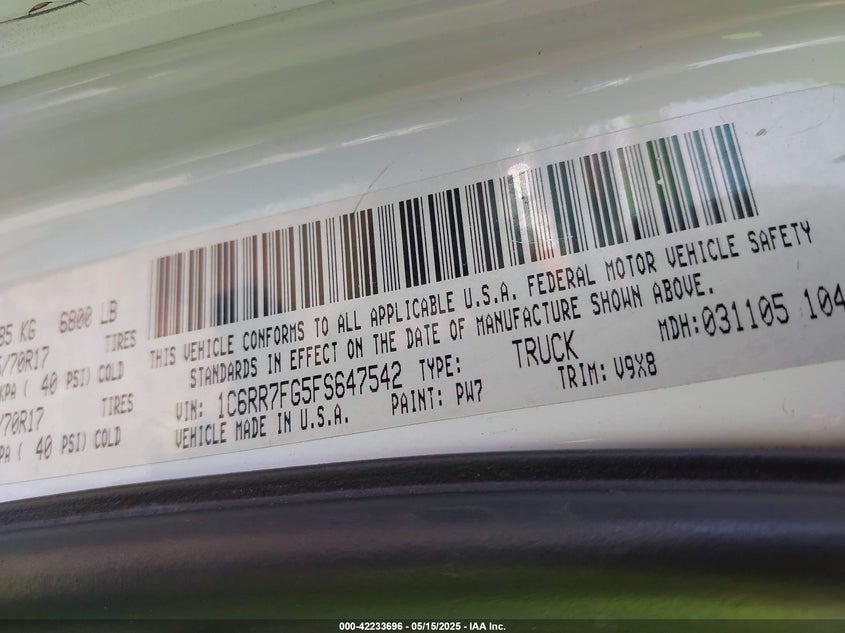 85 KG 6800 LB
/70R17 TIRES
KPA ( 40 PSI) COLD
/70R17 TIRES
PA ( 40 PSI) COLD
THIS VEHICLE CONFORMS TO ALL APPLICABLE U.S.A. FEDERAL MOTOR VEHICLE SAFETY
STANDARDS IN EFFECT ON THE DATE OF MANUFACTURE SHOWN ABOVE.
VIN: 1C6RR7FG5FS647542 TYPE: TRUCK MDH:031105 104
VEHICLE MADE IN U.S.A. PAINT: PW7 TRIM: V9X8
000-42233696 - 05/15/2025 - IAA Inc.